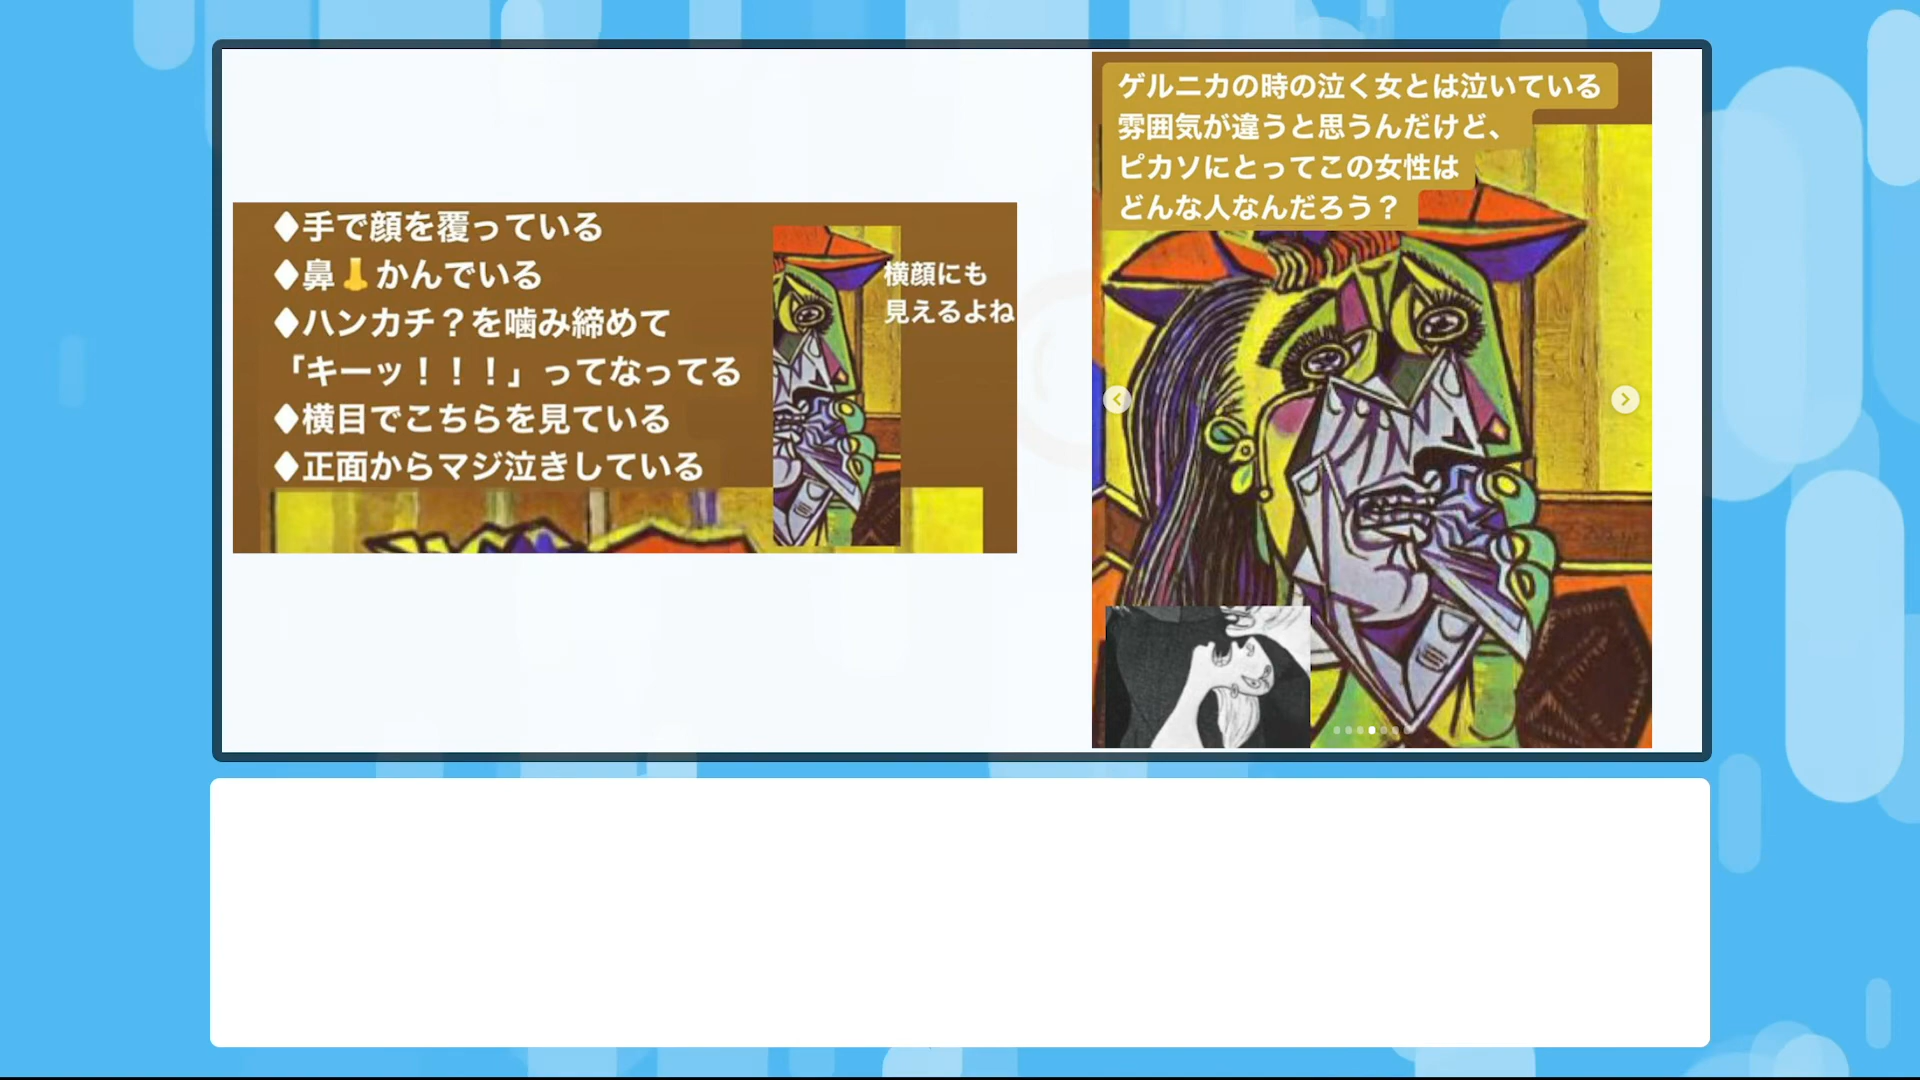 ◆手で顔を覆っている
◆鼻👃かんでいる
◆ハンカチ？を噛み締めて
「キーッ！！！」ってなってる
◆横目でこちらを見ている
◆正面からマジ泣きしている
横顔にも
見えるよね
ゲルニカの時の泣く女とは泣いている
雰囲気が違うと思うんだけど、
ピカソにとってこの女性は
どんな人なんだろう？